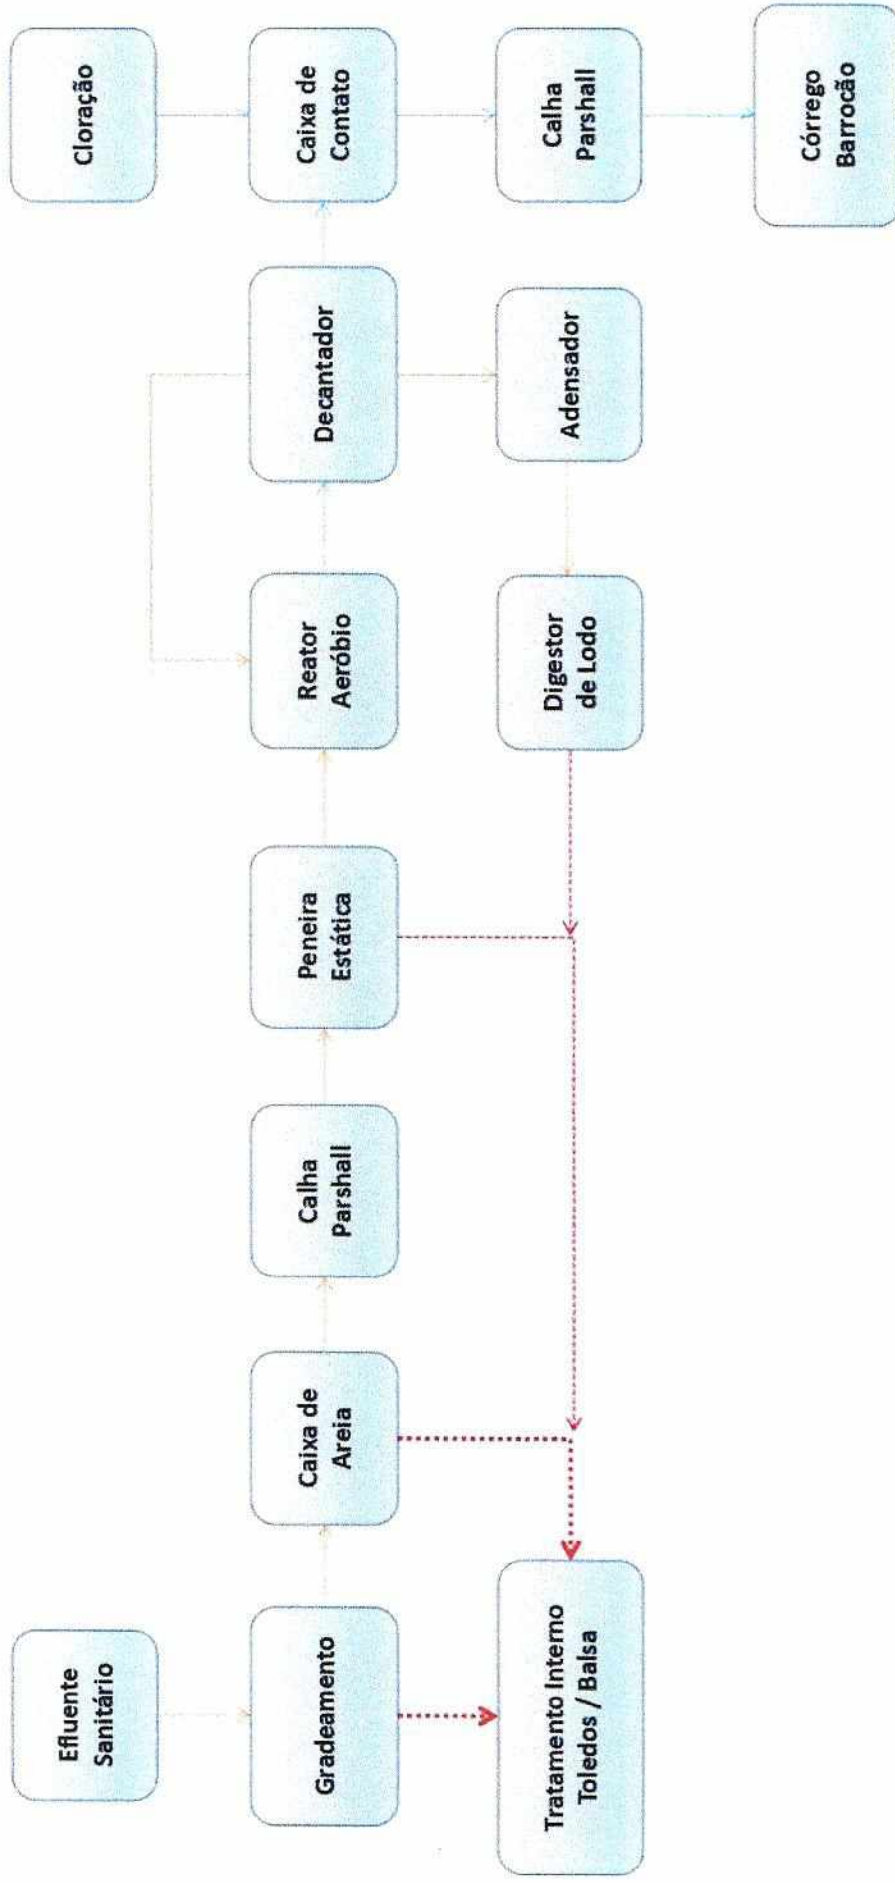 Efluente
Sanitário
Gradeamento
Caixa de
Areia
Calha
Parshall
Peneira
Estática
Reator
Aeróbio
Decantador
Cloração
Caixa de
Contato
Calha
Parshall
Córrego
Barrocão
Adensador
Digestor
de Lodo
Tratamento Interno
Toledos / Balsa